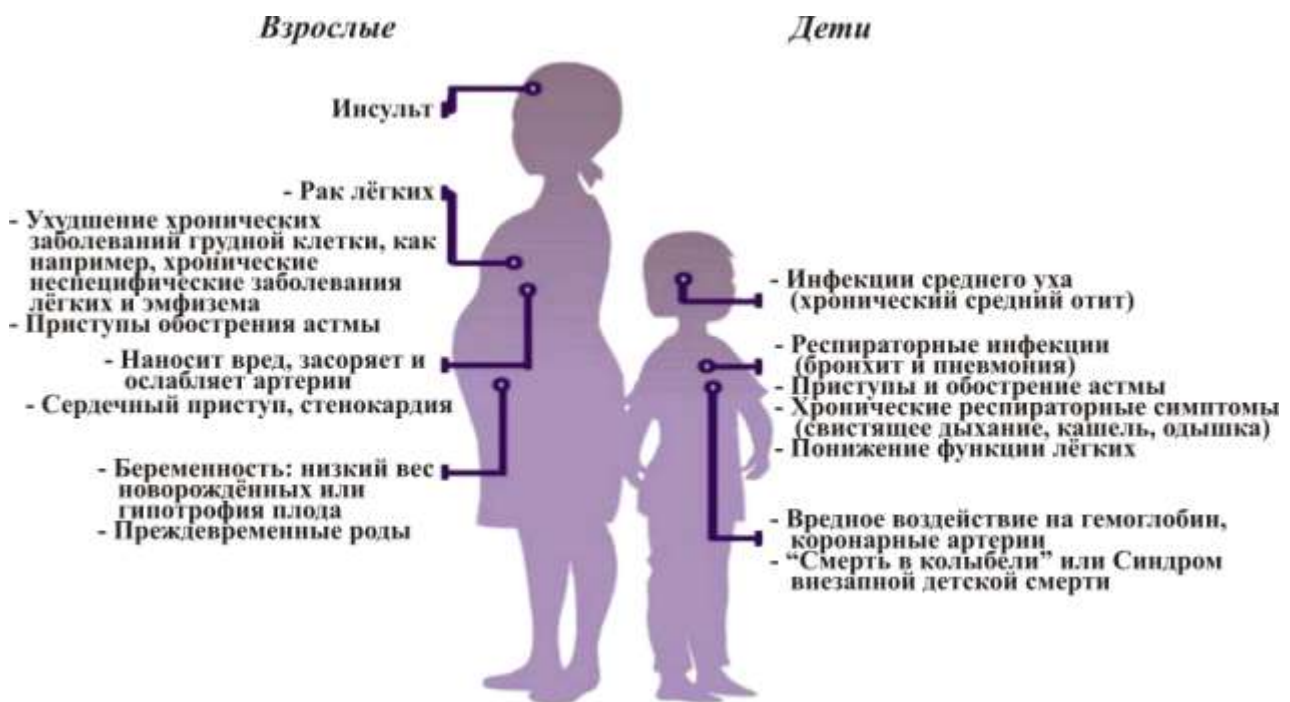 Взрослые
Инсульт
- Рак лёгких
- Ухудшение хронических
заболеваний грудной клетки, как
например, хронические
неспецифические заболевания
лёгких и эмфизема
- Приступы обострения астмы
- Наносит вред, засоряет и
ослабляет артерии
- Сердечный приступ, стенокардия
- Беременность: низкий вес
новорождённых или
гипотрофия плода
- Преждевременные роды
Дети
- Инфекции среднего уха
(хронический средний отит)
- Респираторные инфекции
(бронхит и пневмония)
- Приступы и обострение астмы
- Хронические респираторные симптомы
(свистящее дыхание, кашель, одышка)
- Понижение функции лёгких
- Вредное воздействие на гемоглобин,
коронарные артерии
- “Смерть в колыбели” или Синдром
внезапной детской смерти